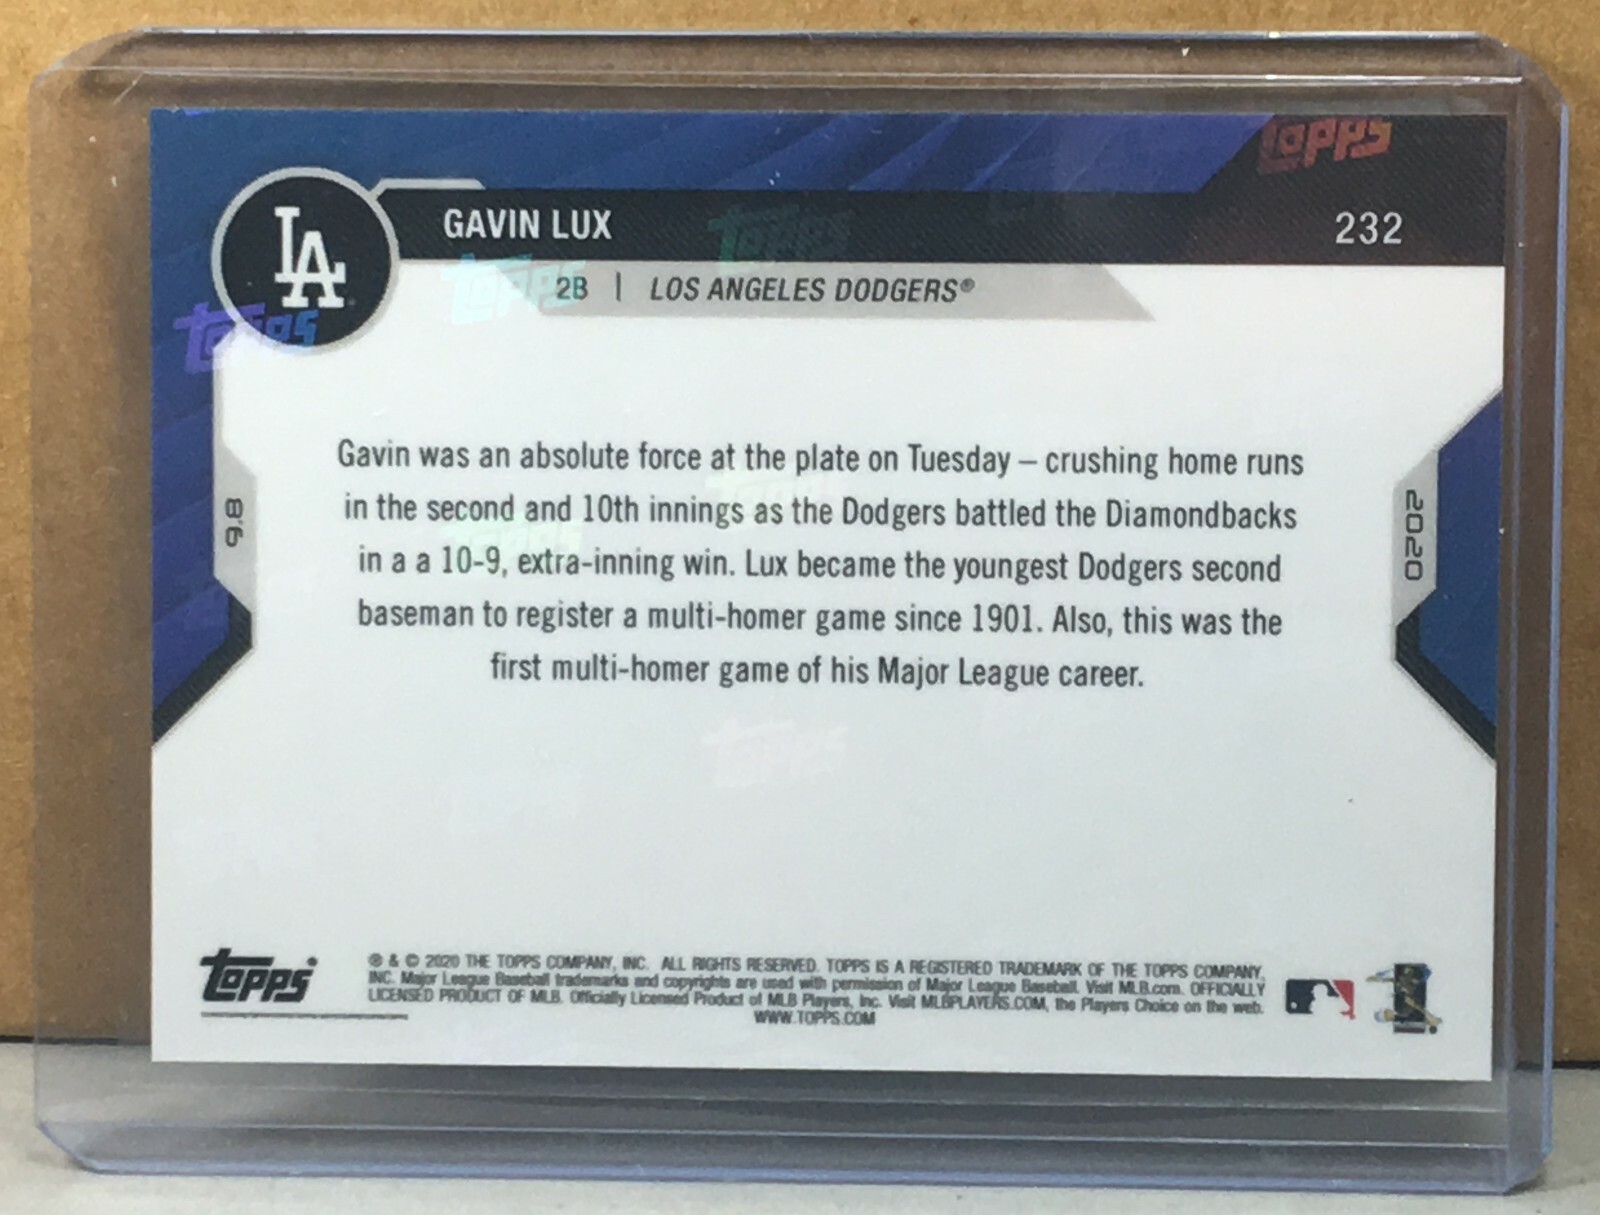 TOPPS
LA
GAVIN LUX
232
2B | LOS ANGELES DODGERS®
Gavin was an absolute force at the plate on Tuesday – crushing home runs
in the second and 10th innings as the Dodgers battled the Diamondbacks
in a a 10-9, extra-inning win. Lux became the youngest Dodgers second
baseman to register a multi-homer game since 1901. Also, this was the
first multi-homer game of his Major League career.
9.8
2020
Topps
® & © 2020 THE TOPPS COMPANY, INC. ALL RIGHTS RESERVED. TOPPS IS A REGISTERED TRADEMARK OF THE TOPPS COMPANY,
INC. Major League Baseball trademarks and copyrights are used with permission of Major League Baseball. Visit MLB.com. OFFICIALLY
LICENSED PRODUCT OF MLB. Officially Licensed Product of MLB Players, Inc. Visit MLBPLAYERS.COM, the Players Choice on the web.
WWW.TOPPS.COM